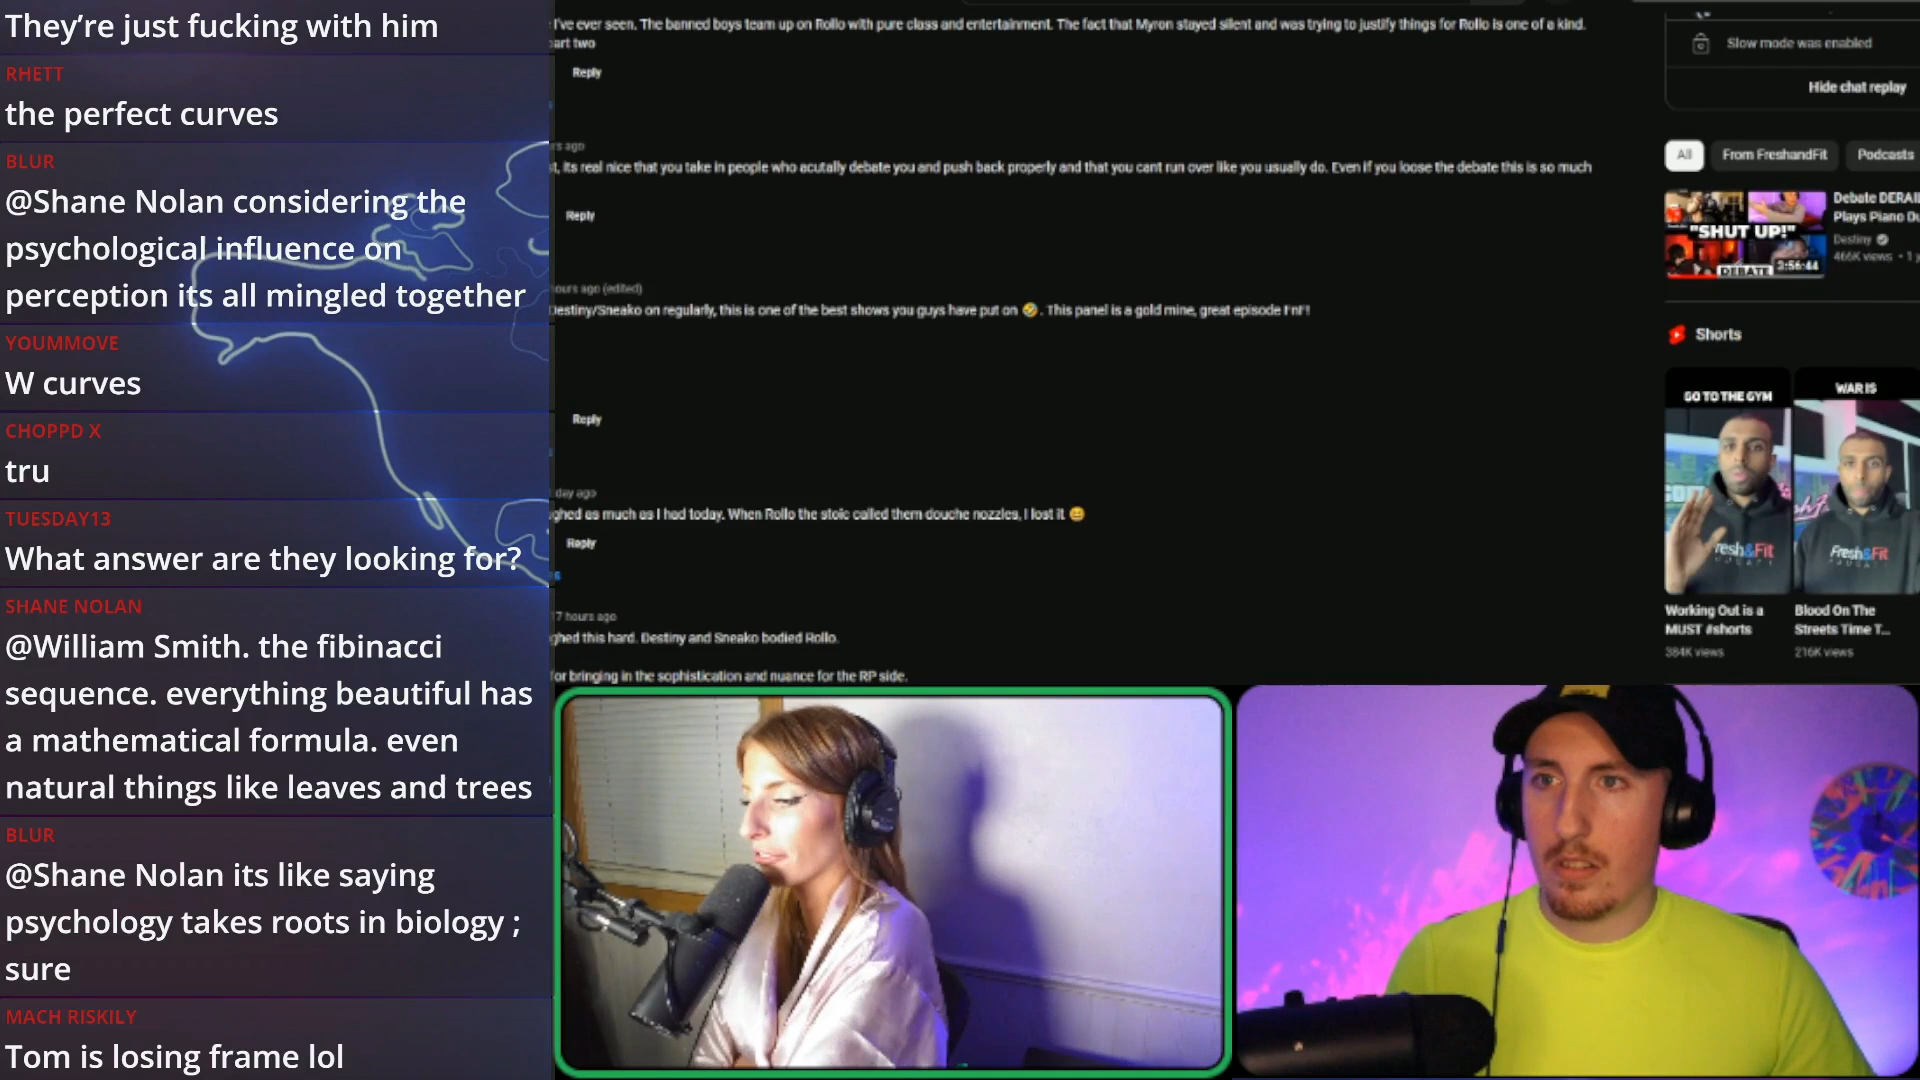 They're just fucking with him
RHETT
the perfect curves
BLUR
@Shane Nolan considering the
psychological influence on
perception its all mingled together
YOUMMOVE
W curves
CHOPPD X
tru
TUESDAY13
What answer are they looking for?
SHANE NOLAN
@William Smith. the fibinacci
sequence. everything beautiful has
a mathematical formula. even
natural things like leaves and trees
BLUR
@Shane Nolan its like saying
psychology takes roots in biology ;
sure
MACH RISKILY
Tom is losing frame lol
I've ever seen. The banned boys team up on Rollo with pure class and entertainment. The fact that Myron stayed silent and was trying to justify things for Rollo is one of a kind.
art two
Reply
ago
its real nice that you take in people who acutally debate you and push back properly and that you cant run over like you usually do. Even if you loose the debate this is so much
Reply
ours ago (edited)
Destiny/Sneako on regularly, this is one of the best shows you guys have put on 🤣. This panel is a gold mine, great episode FnF!
Reply
day ago
ghed as much as I had today. When Rollo the stoic called them douche nozzles, I lost it 😆
Reply
17 hours ago
ghed this hard. Destiny and Sneako bodied Rollo.
for bringing in the sophistication and nuance for the RP side.
Slow mode was enabled
Hide chat replay
All From FreshandFit Podcasts
"SHUT UP!"
DEBATE
3:56:44
Debate DERAIL
Plays Piano Du
Destiny
466K views • 1 y
Shorts
GO TO THE GYM
WAR IS
resh&Fit
Fresh&Fit
Working Out is a
MUST #shorts
384K views
Blood On The
Streets Time T...
216K views